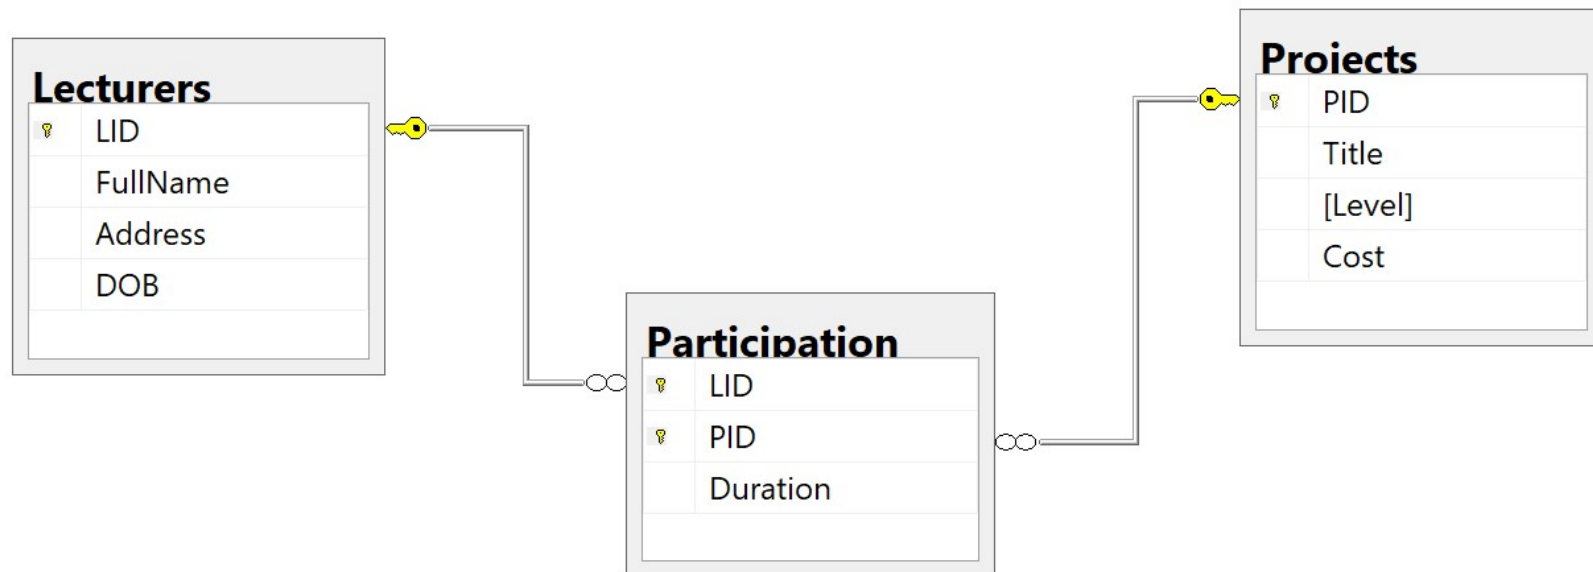 Lecturers
LID
FullName
Address
DOB
Participation
LID
PID
Duration
Projects
PID
Title
[Level]
Cost